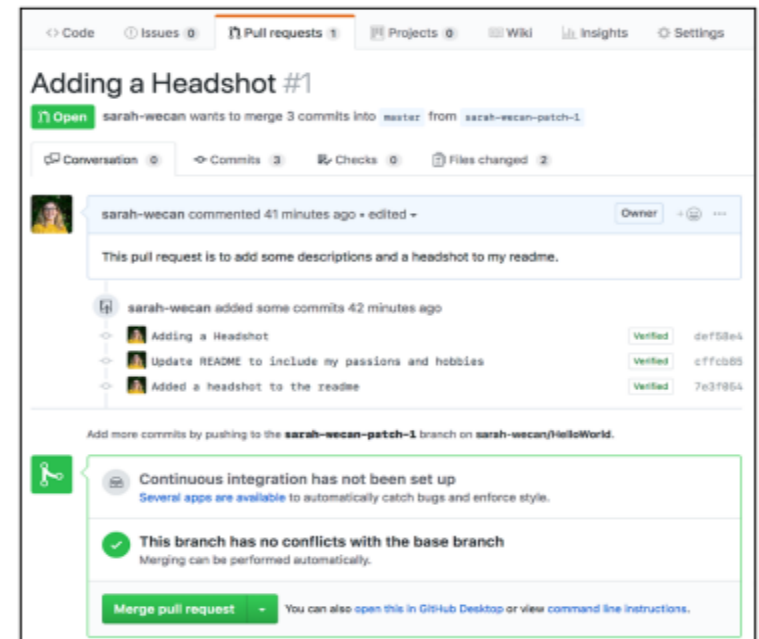 Code Issues 0 Pull requests 1 Projects 0 Wiki Insights Settings
Adding a Headshot #1
Open sarah-wecan wants to merge 3 commits into master from sarah-wecan-patch-1
Conversation 0 Commits 3 Checks 0 Files changed 2
sarah-wecan commented 41 minutes ago • edited Owner
This pull request is to add some descriptions and a headshot to my readme.
sarah-wecan added some commits 42 minutes ago
Adding a Headshot Verified def58e4
Update README to include my passions and hobbies Verified cffcb85
Added a headshot to the readme Verified 7e3f054
Add more commits by pushing to the sarah-wecan-patch-1 branch on sarah-wecan/HelloWorld.
Continuous integration has not been set up
Several apps are available to automatically catch bugs and enforce style.
This branch has no conflicts with the base branch
Merging can be performed automatically.
Merge pull request You can also open this in GitHub Desktop or view command line instructions.